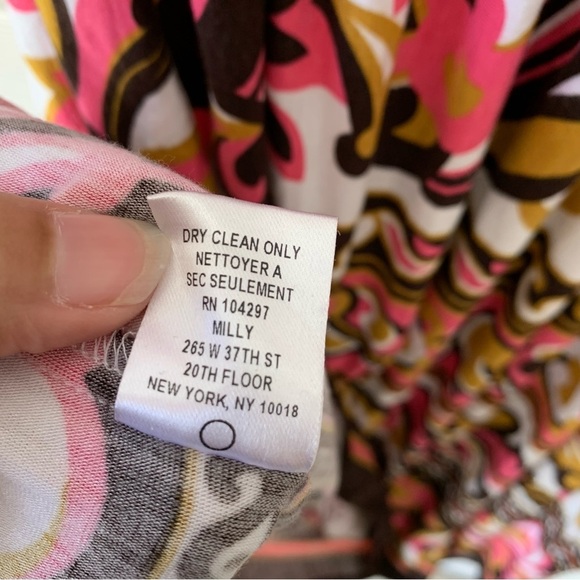 DRY CLEAN ONLY
NETTOYER A
SEC SEULEMENT
RN 104297
MILLY
265 W 37TH ST
20TH FLOOR
NEW YORK, NY 10018